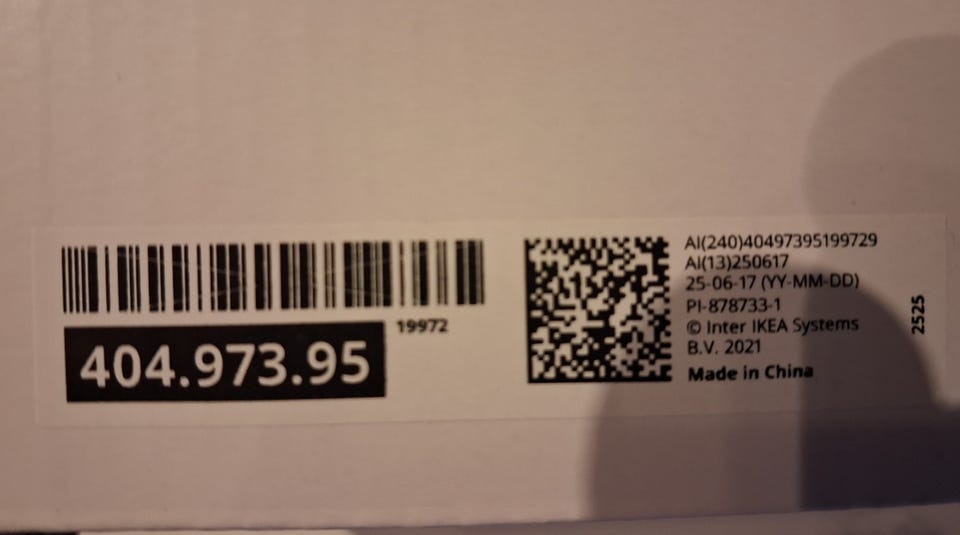 19972
404.973.95
AI(240)40497395199729
AI(13)250617
25-06-17 (YY-MM-DD)
PI-878733-1
© Inter IKEA Systems
B.V. 2021
Made in China
2525